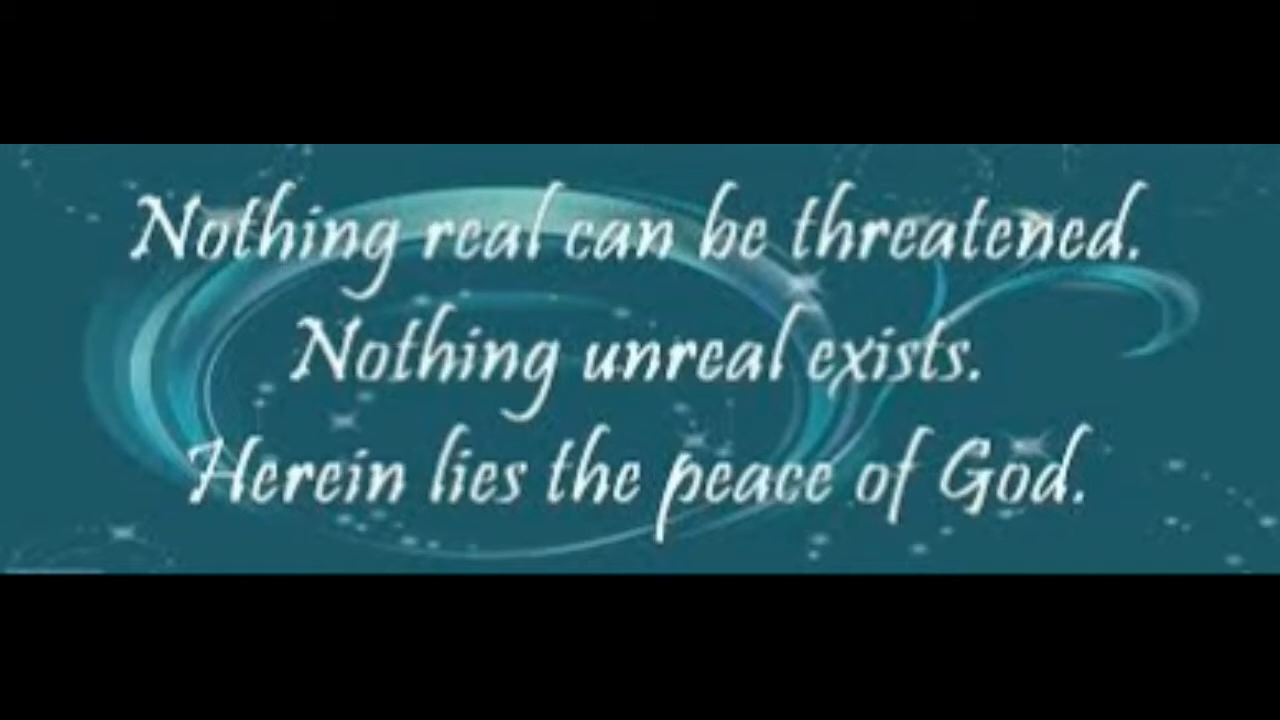 Nothing real can be threatened.
Nothing unreal exists.
Herein lies the peace of God.